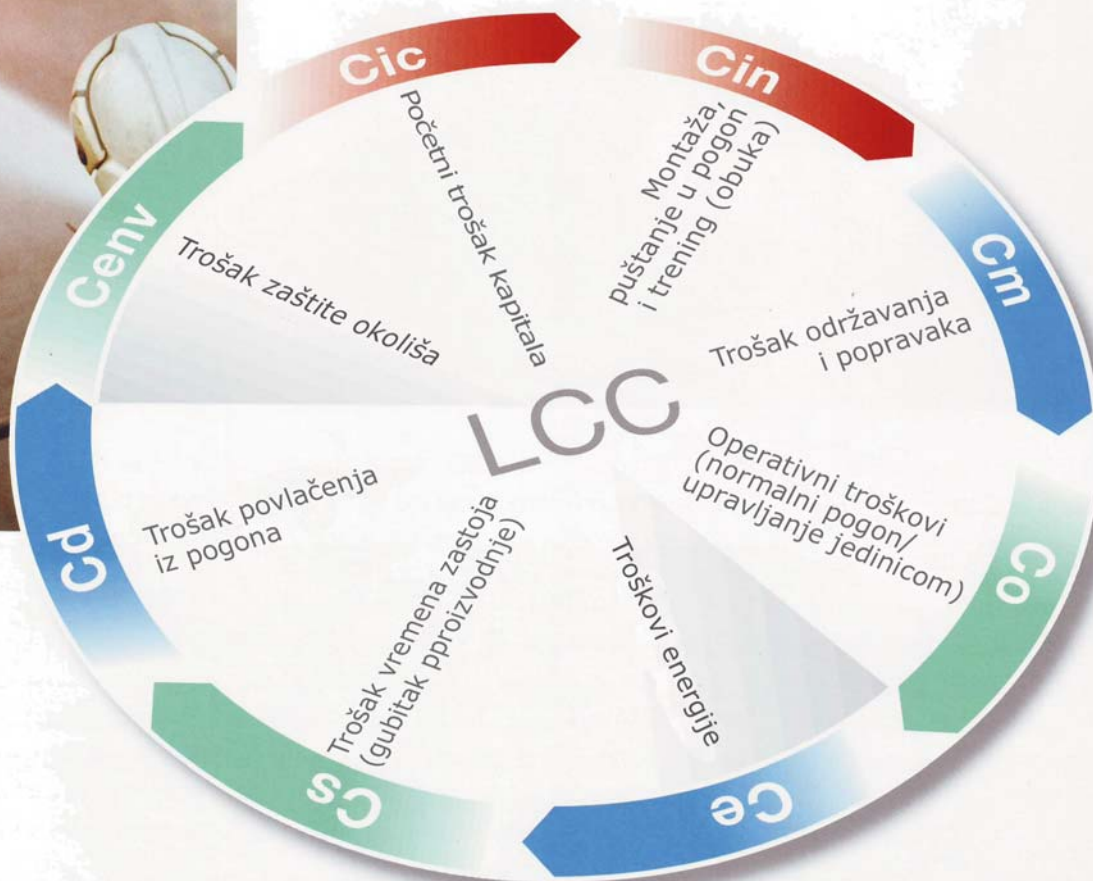 Cic
Početni trošak kapitala
Cin
Montaža,
puštanje u pogon
i trening (obuka)
Cm
Trošak održavanja
i popravaka
Co
Operativni troškovi
(normalni pogon/
upravljanje jedinicom)
Ce
Troškovi energije
Cs
Trošak vremena zastoja
(gubitak pproizvodnje)
Cd
Trošak povlačenja
iz pogona
Cenv
Trošak zaštite okoliša
LCC